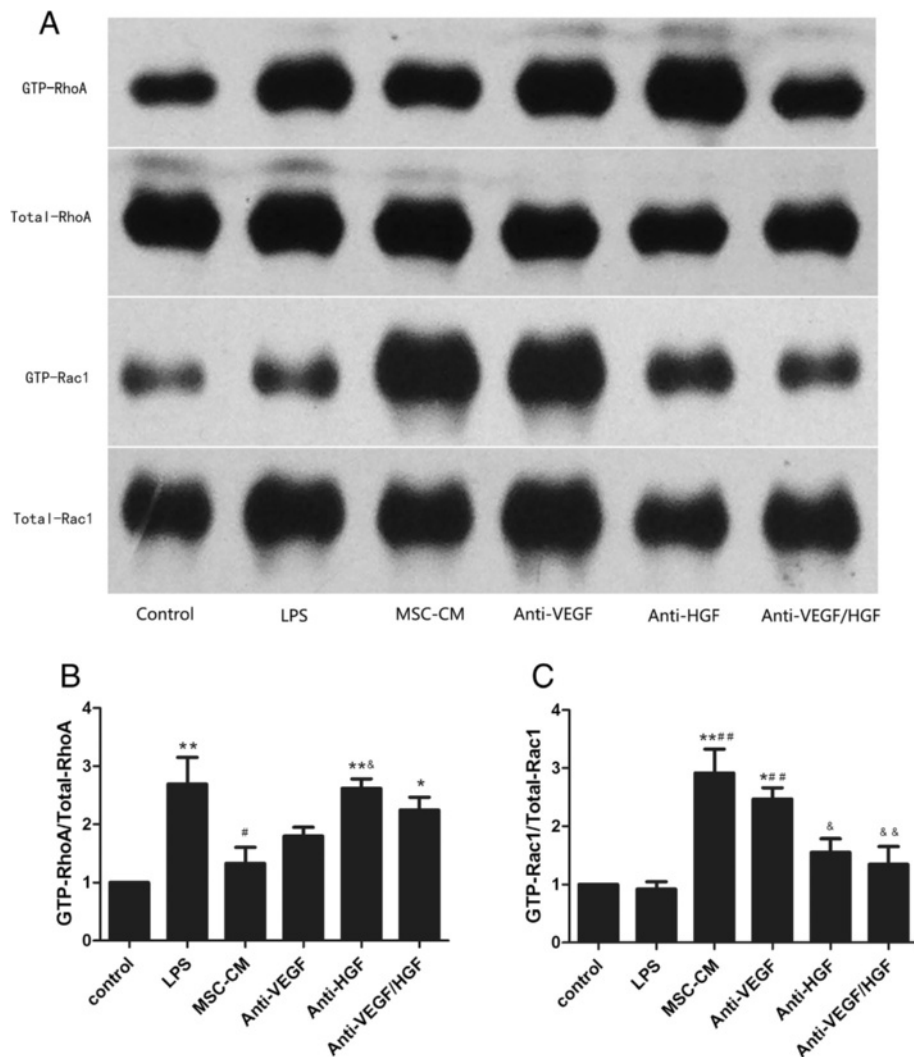 A
GTP-RhoA
Total-RhoA
GTP-Rac1
Total-Rac1
Control LPS MSC-CM Anti-VEGF Anti-HGF Anti-VEGF/HGF
B
GTP-RhoA/Total-RhoA
4
3
2
1
0
**
#
**&
*
control LPS MSC-CM Anti-VEGF Anti-HGF Anti-VEGF/HGF
C
GTP-Rac1/Total-Rac1
4
3
2
1
0
**##
*##
&
&&
control LPS MSC-CM Anti-VEGF Anti-HGF Anti-VEGF/HGF